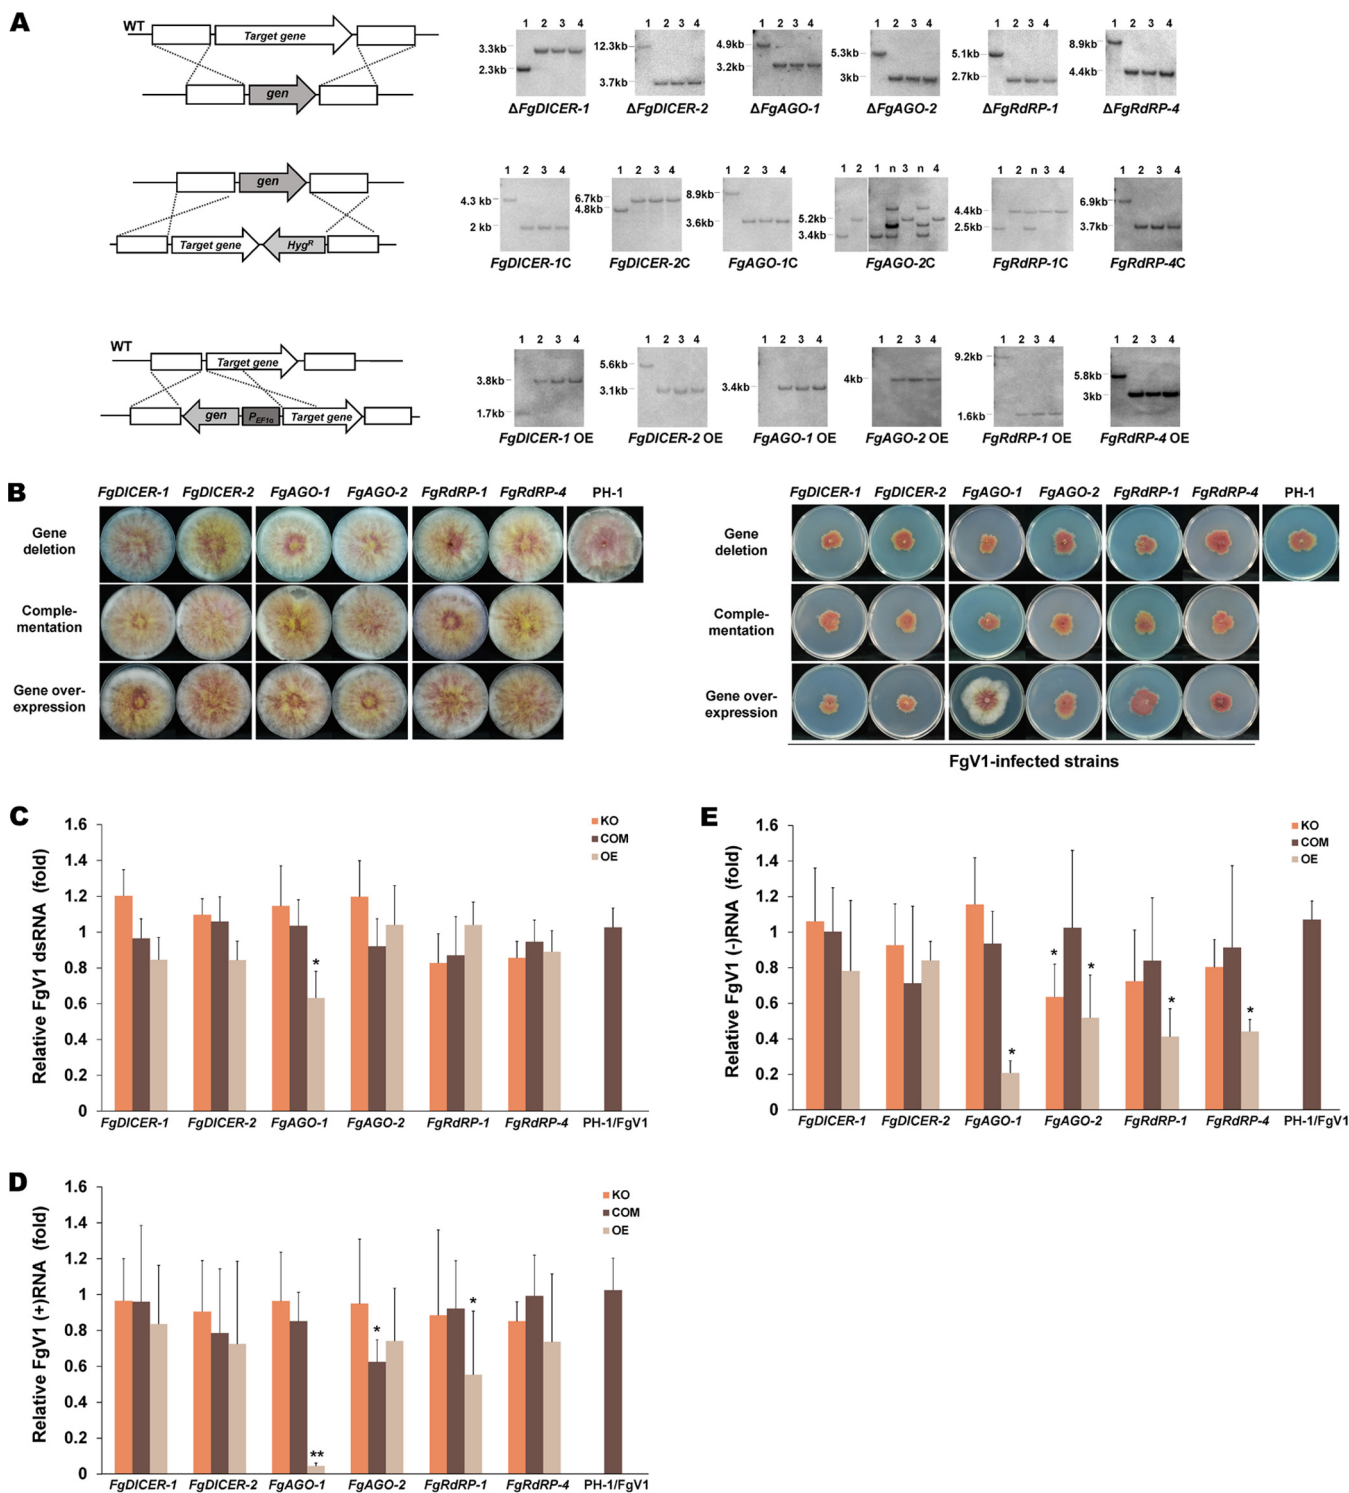 A
WT
Target gene
gen
1 2 3 4
3.3kb
2.3kb
ΔFgDICER-1
1 2 3 4
12.3kb
3.7kb
ΔFgDICER-2
1 2 3 4
4.9kb
3.2kb
ΔFgAGO-1
1 2 3 4
5.3kb
3kb
ΔFgAGO-2
1 2 3 4
5.1kb
2.7kb
ΔFgRdRP-1
1 2 3 4
8.9kb
4.4kb
ΔFgRdRP-4
gen
Target gene
HygR
1 2 3 4
4.3 kb
2 kb
FgDICER-1C
1 2 3 4
6.7kb
4.8kb
FgDICER-2C
1 2 3 4
8.9kb
3.6kb
FgAGO-1C
1 2 1 n 3 n 4
5.2kb
3.4kb
FgAGO-2C
1 2 n 3 4
4.4kb
2.5kb
FgRdRP-1C
1 2 3 4
6.9kb
3.7kb
FgRdRP-4C
WT
Target gene
gen
PEF1α
Target gene
1 2 3 4
3.8kb
1.7kb
FgDICER-1 OE
1 2 3 4
5.6kb
3.1kb
FgDICER-2 OE
1 2 3 4
3.4kb
FgAGO-1 OE
1 2 3 4
4kb
FgAGO-2 OE
1 2 3 4
9.2kb
1.6kb
FgRdRP-1 OE
1 2 3 4
5.8kb
3kb
FgRdRP-4 OE
B
FgDICER-1 FgDICER-2 FgAGO-1 FgAGO-2 FgRdRP-1 FgRdRP-4 PH-1
Gene
deletion
Comple-
mentation
Gene over-
expression
FgDICER-1 FgDICER-2 FgAGO-1 FgAGO-2 FgRdRP-1 FgRdRP-4 PH-1
Gene
deletion
Comple-
mentation
Gene over-
expression
FgV1-infected strains
C
Relative FgV1 dsRNA (fold)
1.6
1.4
1.2
1
0.8
0.6
0.4
0.2
0
KO
COM
OE
*
FgDICER-1 FgDICER-2 FgAGO-1 FgAGO-2 FgRdRP-1 FgRdRP-4 PH-1/FgV1
E
Relative FgV1 (-)RNA (fold)
1.6
1.4
1.2
1
0.8
0.6
0.4
0.2
0
KO
COM
OE
* * * * *
FgDICER-1 FgDICER-2 FgAGO-1 FgAGO-2 FgRdRP-1 FgRdRP-4 PH-1/FgV1
D
Relative FgV1 (+)RNA (fold)
1.6
1.4
1.2
1
0.8
0.6
0.4
0.2
0
KO
COM
OE
** * *
FgDICER-1 FgDICER-2 FgAGO-1 FgAGO-2 FgRdRP-1 FgRdRP-4 PH-1/FgV1